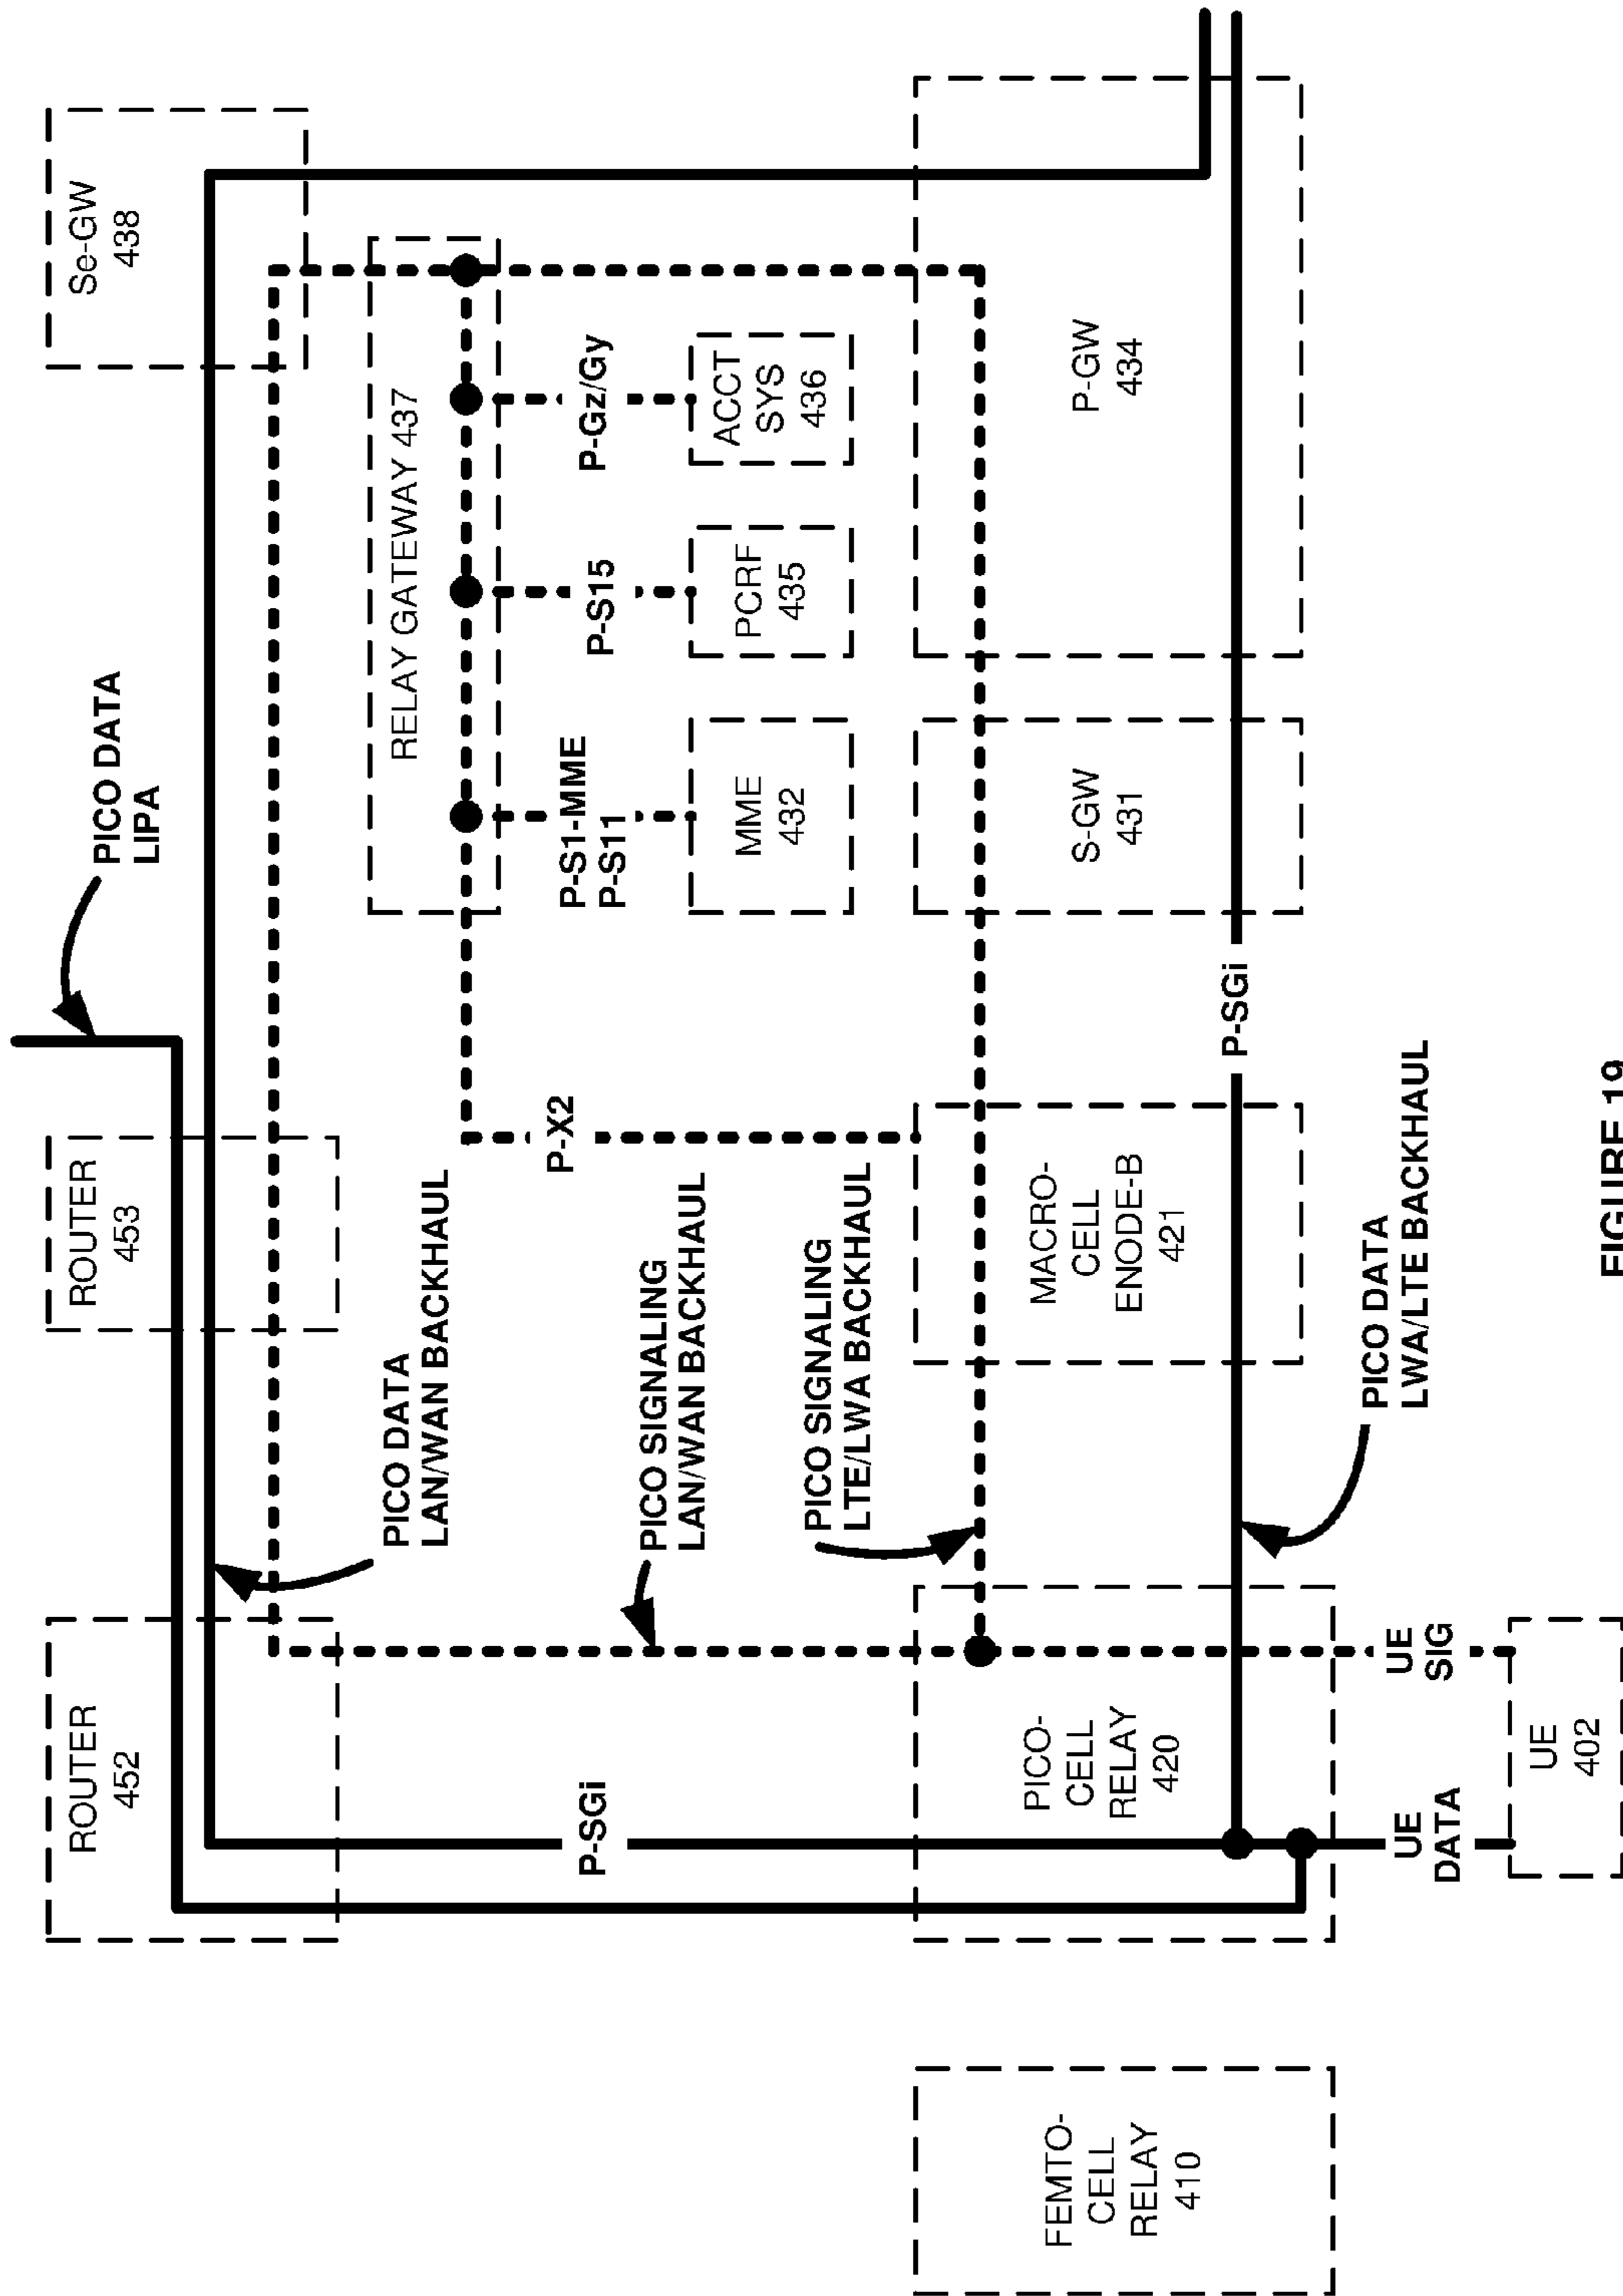 ROUTER
452
ROUTER
453
PICO DATA
LIPA
Se-GW
438
PICO DATA
LAN/WAN BACKHAUL
RELAY GATEWAY 437
P-SGi
PICO SIGNALING
LAN/WAN BACKHAUL
P-X2
P-S1-MME
P-S11
P-S15
P-Gz/Gy
PICO SIGNALING
LTE/LWA BACKHAUL
MME
432
PCRF
435
ACCT
SYS
436
FEMTO-
CELL
RELAY
410
PICO-
CELL
RELAY
420
MACRO-
CELL
ENODE-B
421
S-GW
431
P-GW
434
P-SGi
UE
DATA
UE
SIG
PICO DATA
LWA/LTE BACKHAUL
UE
402
FIGURE 19